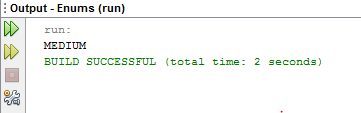 Output - Enums (run)
run:
MEDIUM
BUILD SUCCESSFUL (total time: 2 seconds)